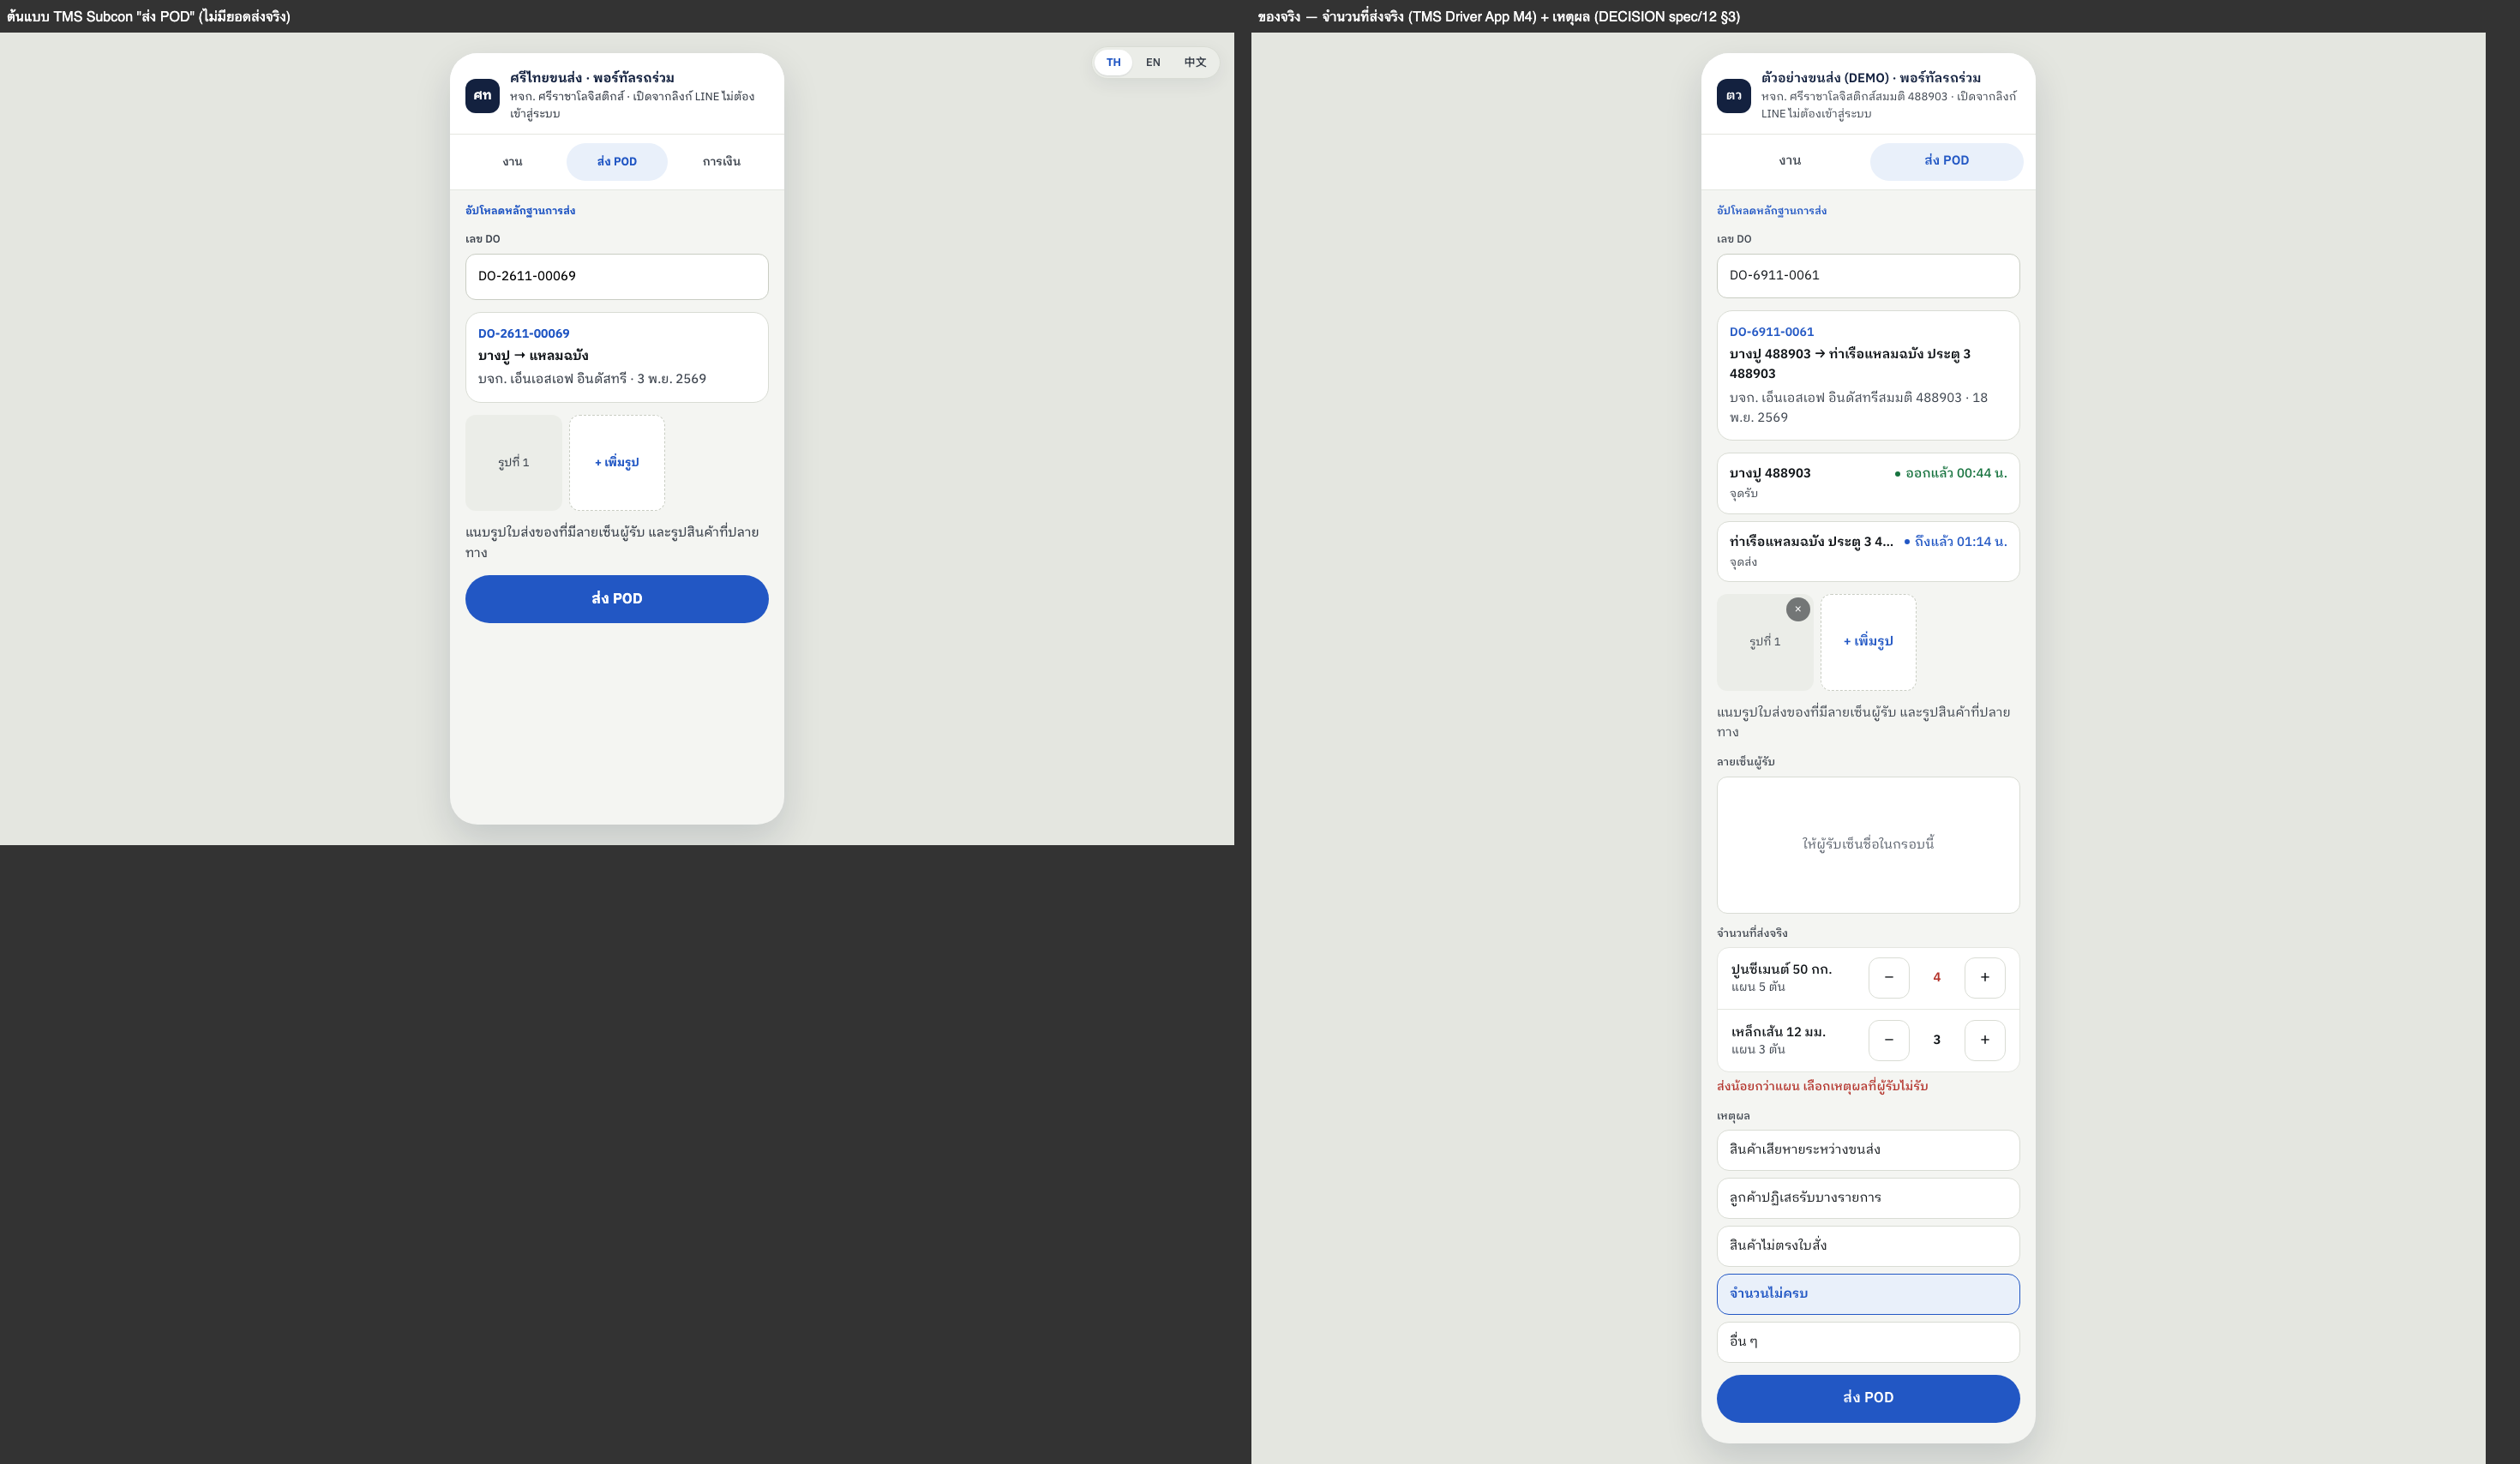 ต้นแบบ TMS Subcon "ส่ง POD" (ไม่มียอดส่งจริง)
TH EN 中文
ศท
ศรีไทยขนส่ง · พอร์ทัลรถร่วม
หจก. ศรีราชาโลจิสติกส์ · เปิดจากลิงก์ LINE ไม่ต้อง
เข้าสู่ระบบ
งาน ส่ง POD การเงิน
อัปโหลดหลักฐานการส่ง
เลข DO
DO-2611-00069
DO-2611-00069
บางปู → แหลมฉบัง
บจก. เอ็นเอสเอฟ อินดัสทรี · 3 พ.ย. 2569
รูปที่ 1 + เพิ่มรูป
แนบรูปใบส่งของที่มีลายเซ็นผู้รับ และรูปสินค้าที่ปลาย
ทาง
ส่ง POD
ของจริง — จำนวนที่ส่งจริง (TMS Driver App M4) + เหตุผล (DECISION spec/12 §3)
ตว
ตัวอย่างขนส่ง (DEMO) · พอร์ทัลรถร่วม
หจก. ศรีราชาโลจิสติกส์สมมติ 488903 · เปิดจากลิงก์
LINE ไม่ต้องเข้าสู่ระบบ
งาน ส่ง POD
อัปโหลดหลักฐานการส่ง
เลข DO
DO-6911-0061
DO-6911-0061
บางปู 488903 → ท่าเรือแหลมฉบัง ประตู 3
488903
บจก. เอ็นเอสเอฟ อินดัสทรีสมมติ 488903 · 18
พ.ย. 2569
บางปู 488903 • ออกแล้ว 00:44 น.
จุดรับ
ท่าเรือแหลมฉบัง ประตู 3 4... • ถึงแล้ว 01:14 น.
จุดส่ง
รูปที่ 1 × + เพิ่มรูป
แนบรูปใบส่งของที่มีลายเซ็นผู้รับ และรูปสินค้าที่ปลาย
ทาง
ลายเซ็นผู้รับ
ให้ผู้รับเซ็นชื่อในกรอบนี้
จำนวนที่ส่งจริง
ปูนซีเมนต์ 50 กก. − 4 +
แผน 5 ตัน
เหล็กเส้น 12 มม. − 3 +
แผน 3 ตัน
ส่งน้อยกว่าแผน เลือกเหตุผลที่ผู้รับไม่รับ
เหตุผล
สินค้าเสียหายระหว่างขนส่ง
ลูกค้าปฏิเสธรับบางรายการ
สินค้าไม่ตรงใบสั่ง
จำนวนไม่ครบ
อื่น ๆ
ส่ง POD